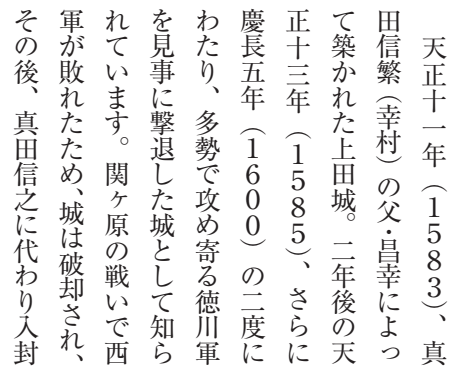 天正十一年（1583）、真
田信繁（幸村）の父・昌幸によっ
て築かれた上田城。二年後の天
正十三年（1585）、さらに
慶長五年（1600）の二度に
わたり、多勢で攻め寄る徳川軍
を見事に撃退した城として知ら
れています。関ヶ原の戦いで西
軍が敗れたため、城は破却され、
その後、真田信之に代わり入封